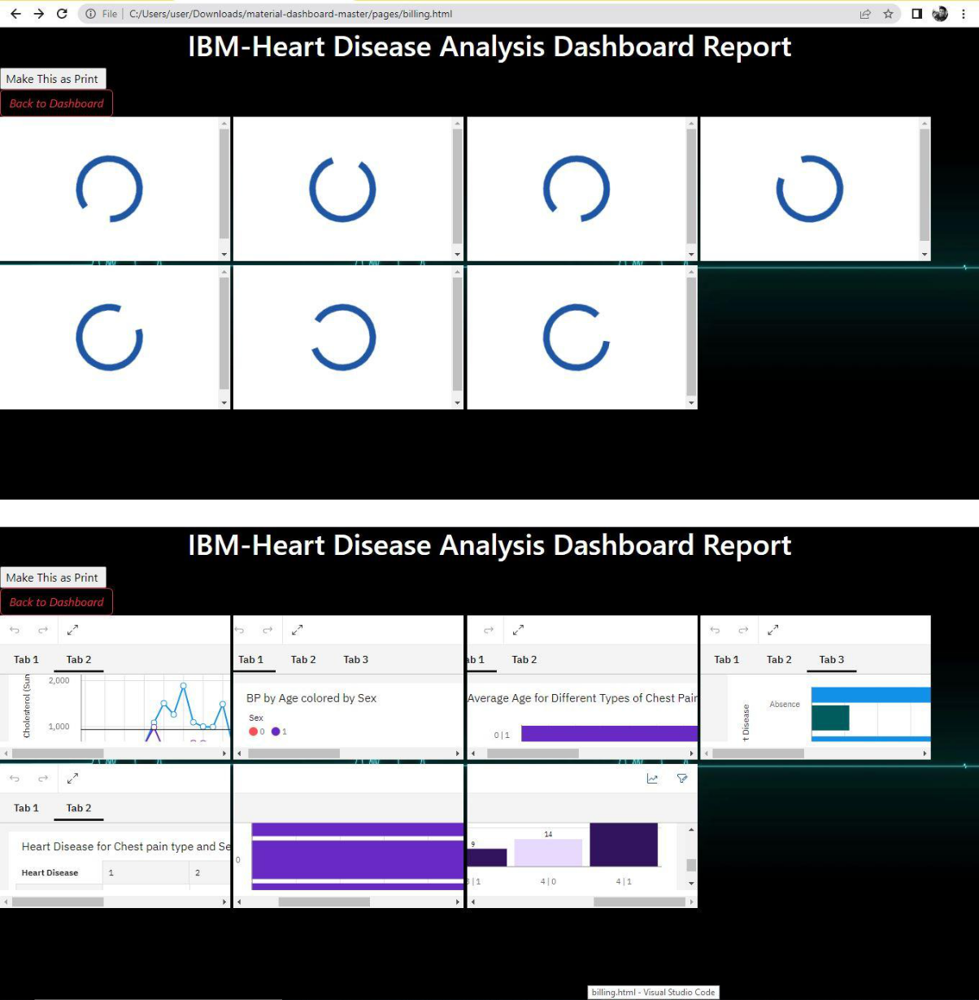 File | C:/Users/user/Downloads/material-dashboard-master/pages/billing.html
IBM-Heart Disease Analysis Dashboard Report
Make This as Print
Back to Dashboard
IBM-Heart Disease Analysis Dashboard Report
Make This as Print
Back to Dashboard
Tab 1 Tab 2
2,000
1,000
Cholesterol (Sun
Tab 1 Tab 2 Tab 3
BP by Age colored by Sex
Sex
0 1
ab 1 Tab 2
Average Age for Different Types of Chest Pain
0 | 1
Tab 1 Tab 2 Tab 3
Absence
t Disease
Tab 1 Tab 2
Heart Disease for Chest pain type and Se
Heart Disease 1 2
0
9 14
3 | 1 4 | 0 4 | 1
billing.html - Visual Studio Code